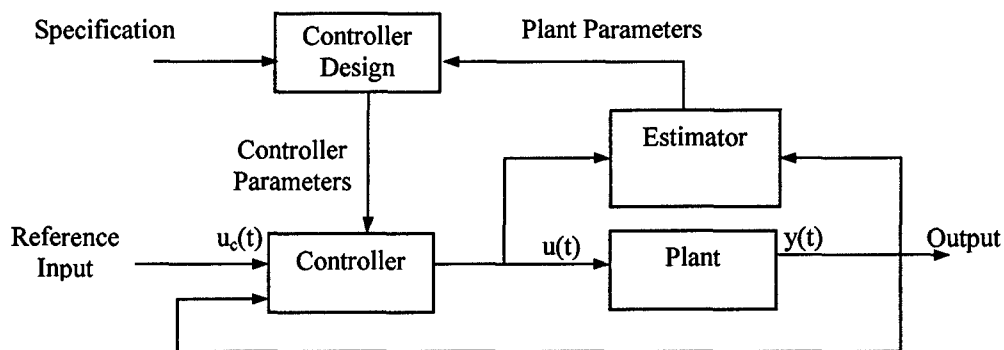 Specification
Controller
Design
Plant Parameters
Estimator
Controller
Parameters
Reference
Input
u_c(t)
Controller
u(t)
Plant
y(t)
Output